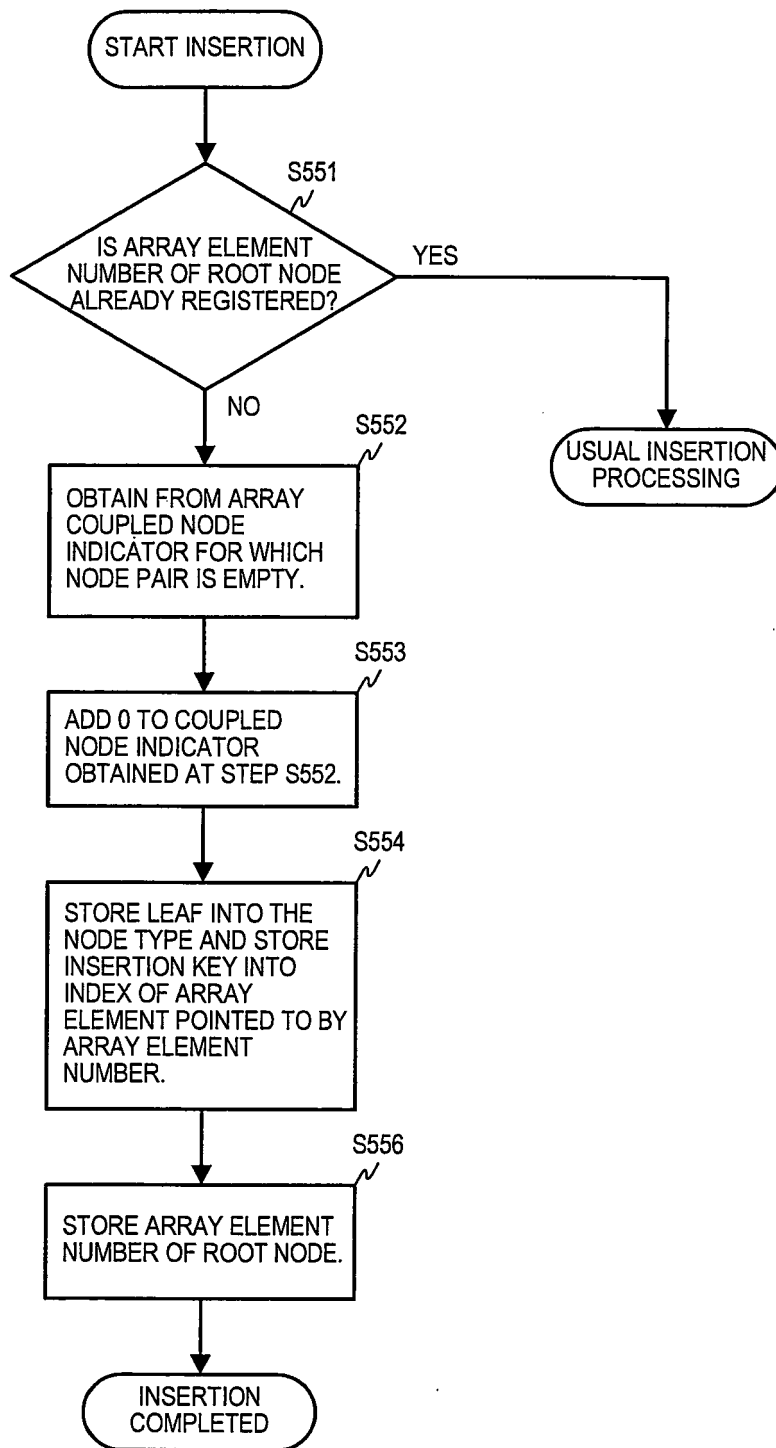 START INSERTION
S551
IS ARRAY ELEMENT
NUMBER OF ROOT NODE
ALREADY REGISTERED?
YES
NO
USUAL INSERTION
PROCESSING
S552
OBTAIN FROM ARRAY
COUPLED NODE
INDICATOR FOR WHICH
NODE PAIR IS EMPTY.
S553
ADD 0 TO COUPLED
NODE INDICATOR
OBTAINED AT STEP S552.
S554
STORE LEAF INTO THE
NODE TYPE AND STORE
INSERTION KEY INTO
INDEX OF ARRAY
ELEMENT POINTED TO BY
ARRAY ELEMENT
NUMBER.
S556
STORE ARRAY ELEMENT
NUMBER OF ROOT NODE.
INSERTION
COMPLETED